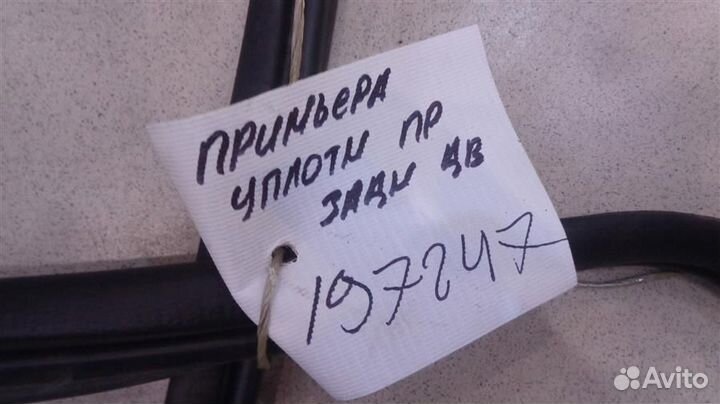 ПРИМЬЕРА
УПЛОТН ПР
ЗАДН ДВ
197247
Avito